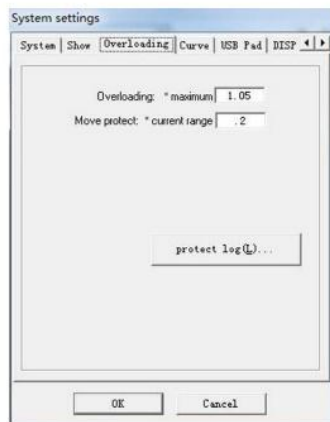 System settings
System Show Overloading Curve USB Pad DISP
Overloading: * maximum 1.05
Move protect: * current range .2
protect log(L)...
OK Cancel